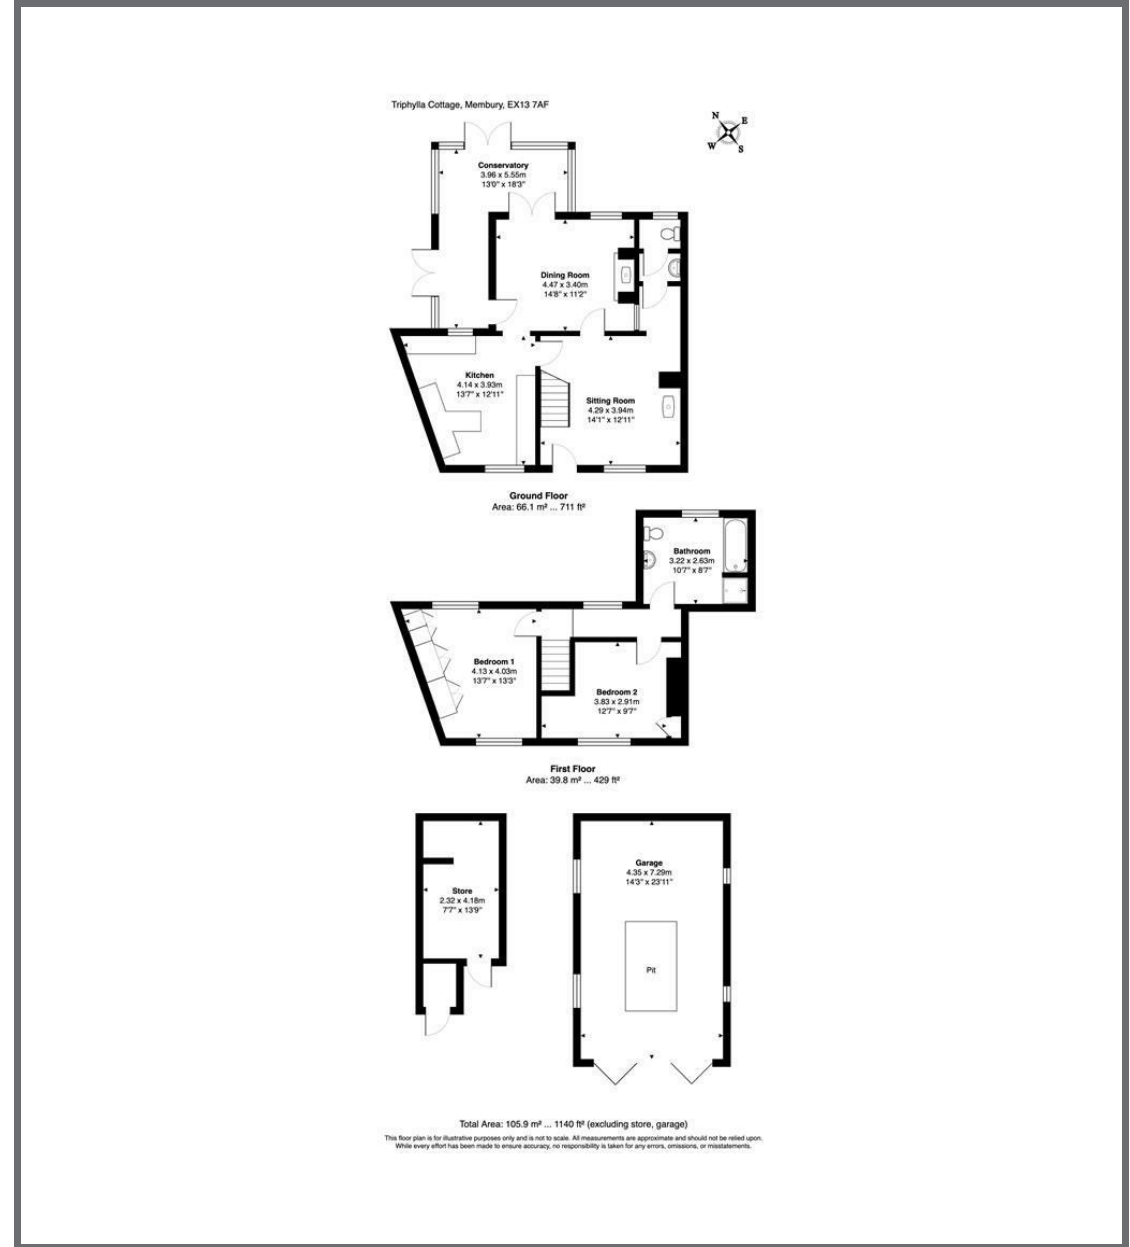 Triphylla Cottage, Membury, EX13 7AF
N
E
W
S
Conservatory
3.96 x 5.55m
13'0" x 18'3"
Dining Room
4.47 x 3.40m
14'8" x 11'2"
Kitchen
4.14 x 3.93m
13'7" x 12'11"
Sitting Room
4.29 x 3.94m
14'1" x 12'11"
Ground Floor
Area: 66.1 m² ... 711 ft²
Bathroom
3.22 x 2.63m
10'7" x 8'7"
Bedroom 1
4.13 x 4.03m
13'7" x 13'3"
Bedroom 2
3.83 x 2.91m
12'7" x 9'7"
First Floor
Area: 39.8 m² ... 429 ft²
Store
2.32 x 4.18m
7'7" x 13'9"
Garage
4.35 x 7.29m
14'3" x 23'11"
Pit
Total Area: 105.9 m² ... 1140 ft² (excluding store, garage)
This floor plan is for illustrative purposes only and is not to scale. All measurements are approximate and should not be relied upon.
While every effort has been made to ensure accuracy, no responsibility is taken for any errors, omissions, or misstatements.